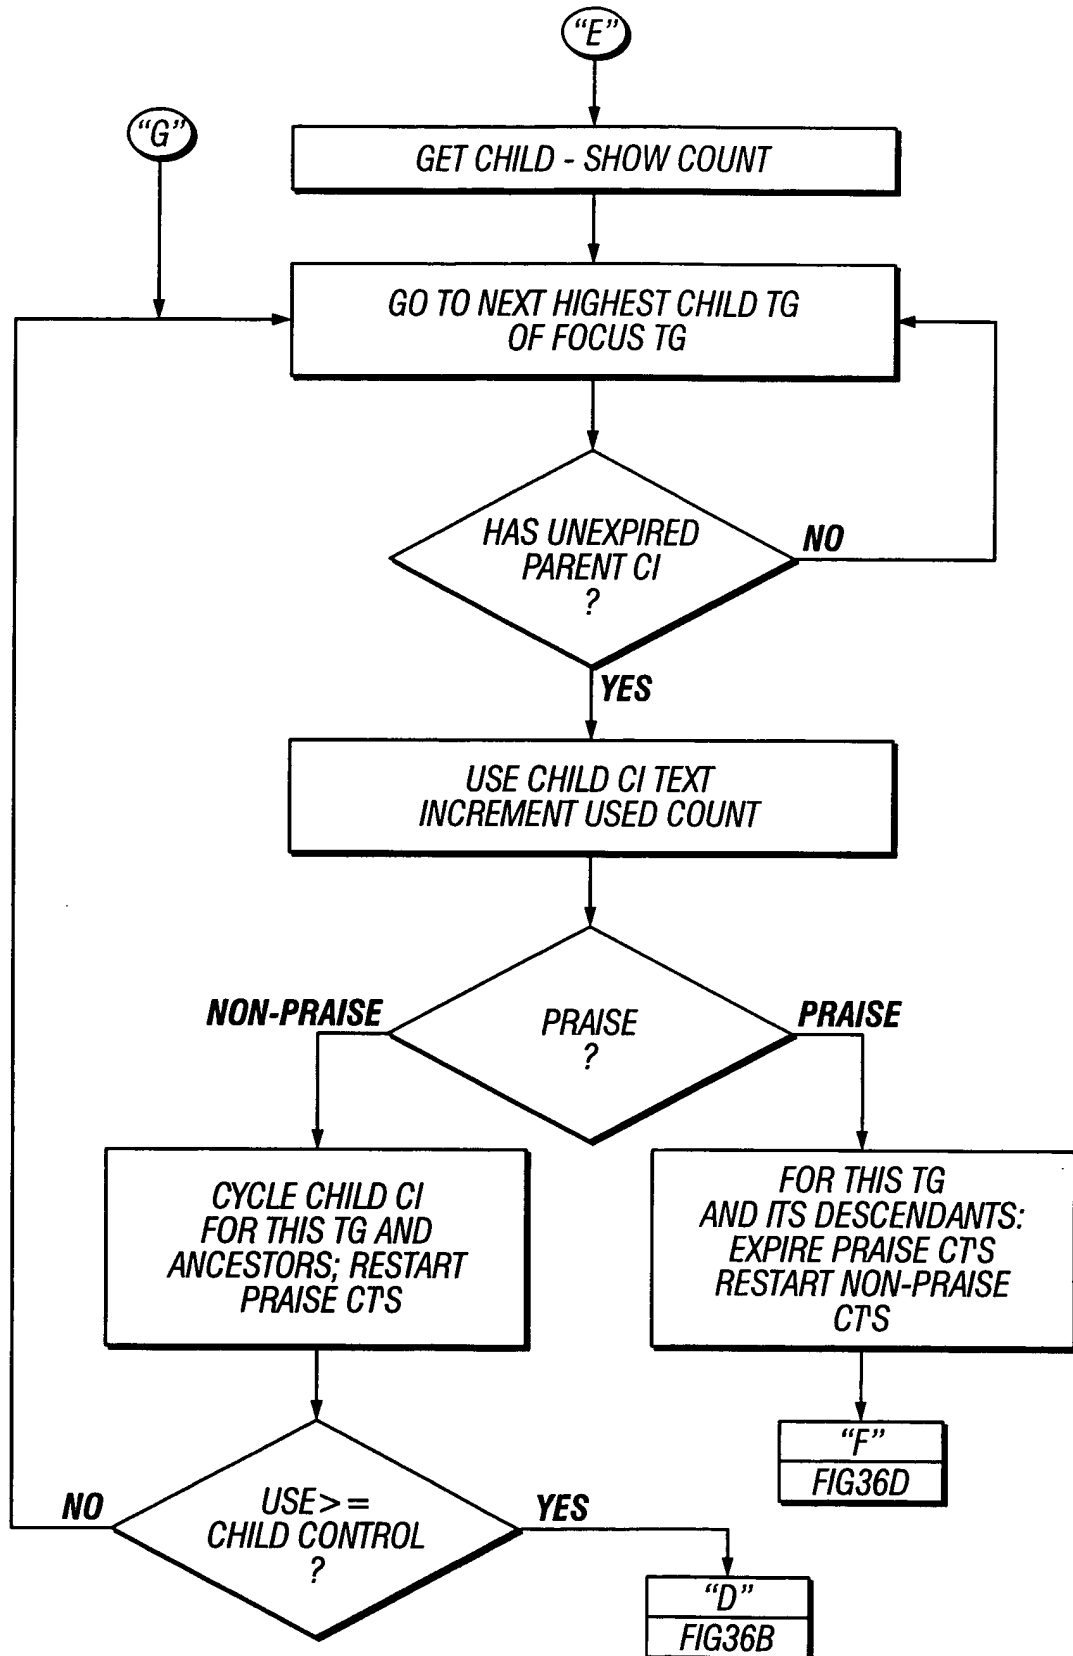 “E”
“G”
GET CHILD - SHOW COUNT
GO TO NEXT HIGHEST CHILD TG
OF FOCUS TG
HAS UNEXPIRED
PARENT CI
?
NO
YES
USE CHILD CI TEXT
INCREMENT USED COUNT
NON-PRAISE
PRAISE
?
PRAISE
CYCLE CHILD CI
FOR THIS TG AND
ANCESTORS; RESTART
PRAISE CT'S
FOR THIS TG
AND ITS DESCENDANTS:
EXPIRE PRAISE CT'S
RESTART NON-PRAISE
CT'S
“F”
FIG36D
NO
USE> =
CHILD CONTROL
?
YES
“D”
FIG36B